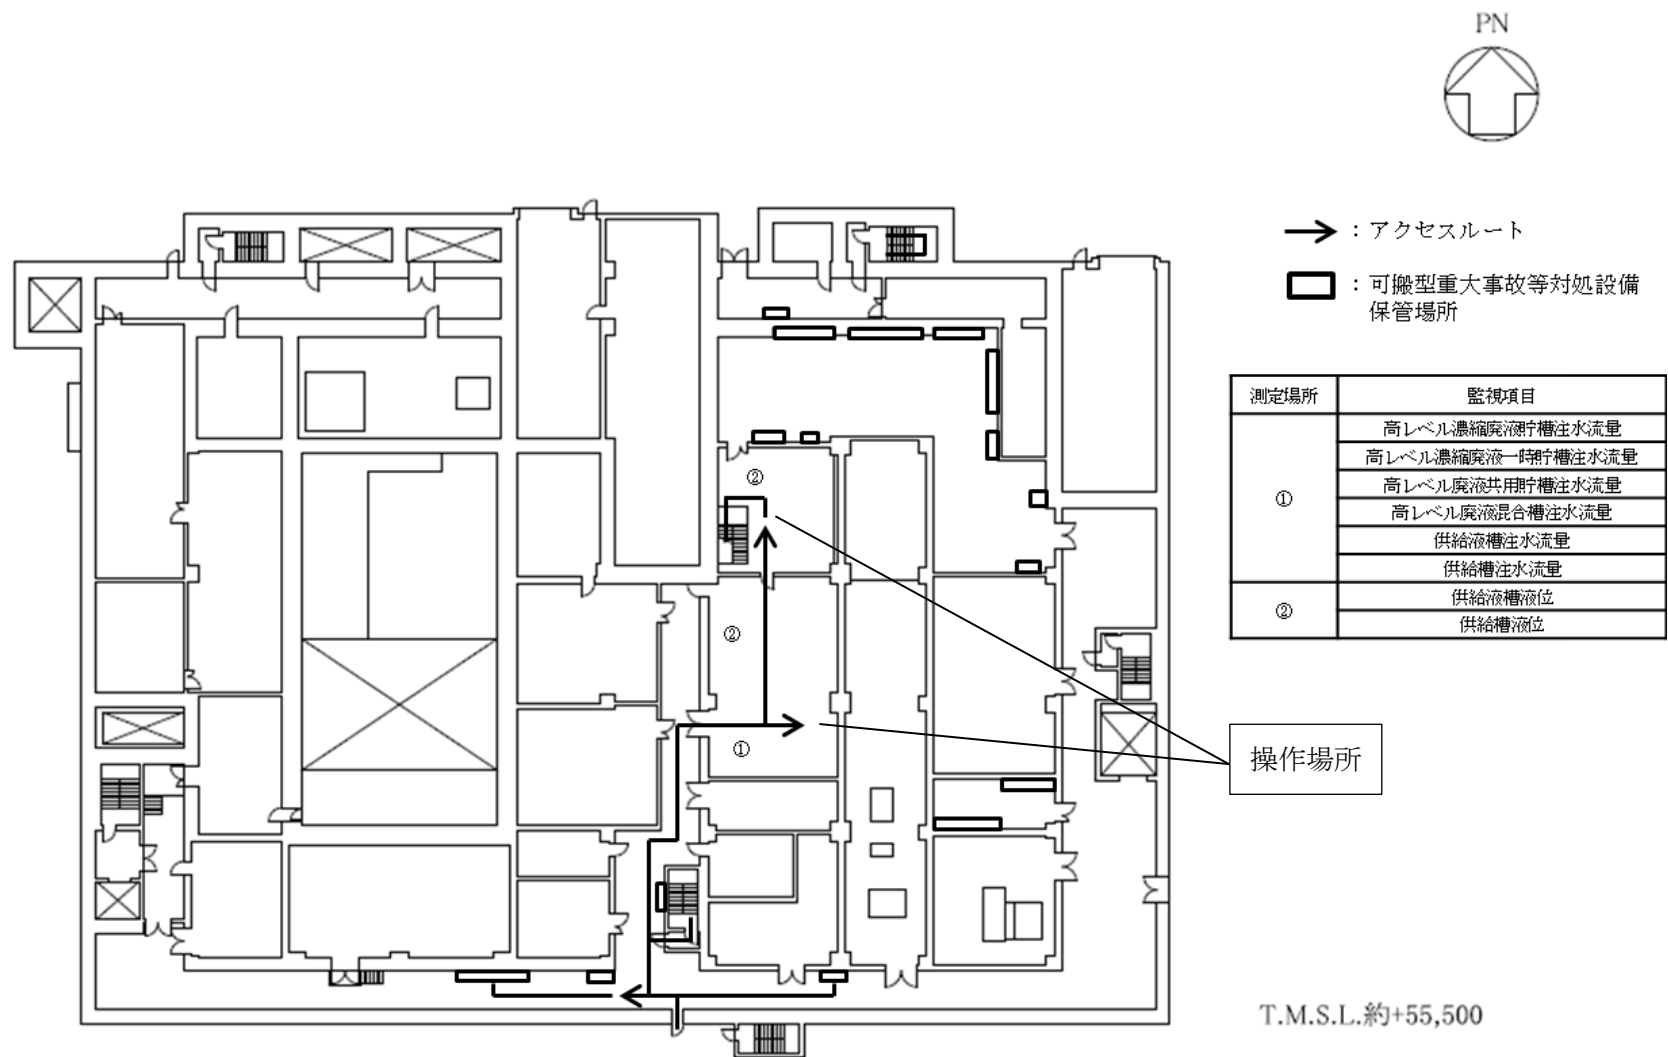 PN
：アクセスルート
：可搬型重大事故等対処設備
保管場所
測定場所 監視項目
① 高レベル濃縮廃液貯槽注水流量
高レベル濃縮廃液一時貯槽注水流量
高レベル廃液共用貯槽注水流量
高レベル廃液混合槽注水流量
供給液槽注水流量
供給槽注水流量
② 供給液槽液位
供給槽液位
②
②
①
操作場所
T.M.S.L.約+55,500